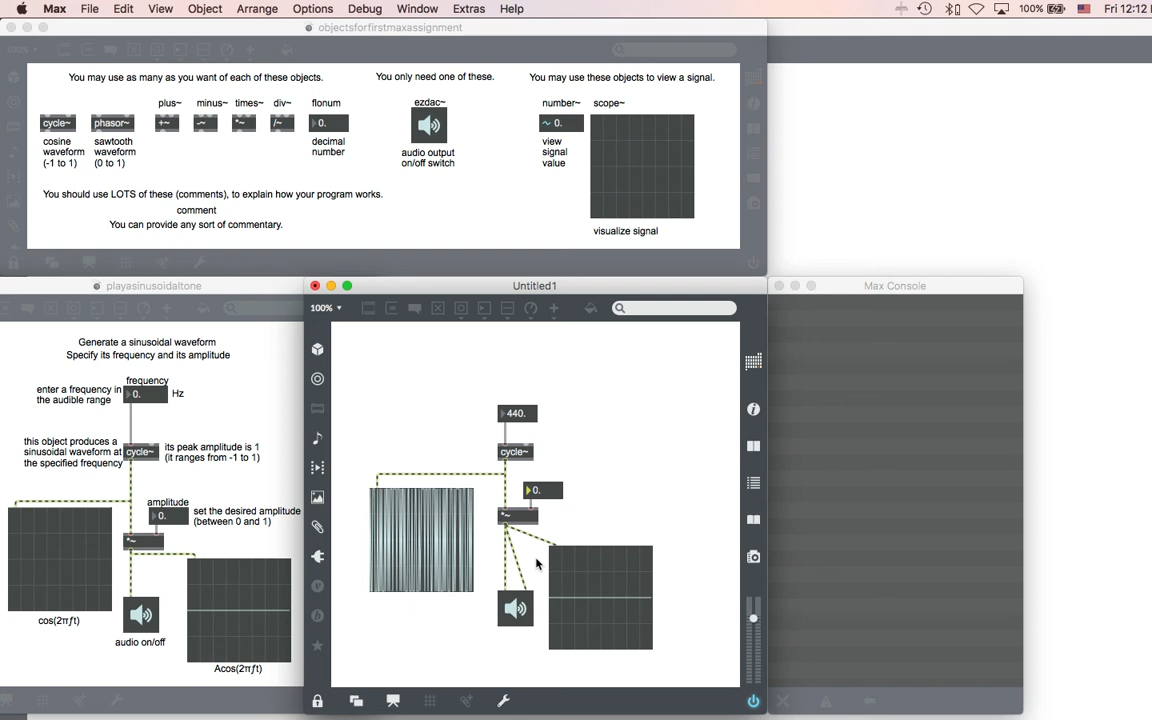 Max File Edit View Object Arrange Options Debug Window Extras Help 100% Fri 12:12
objectsforfirstmaxassignment
100%
You may use as many as you want of each of these objects.
You only need one of these.
You may use these objects to view a signal.
plus~ minus~ times~ div~ flonum
cycle~ phasor~ +~ -~ *~ /~ 0.
cosine waveform (-1 to 1)
sawtooth waveform (0 to 1)
decimal number
ezdac~
audio output
on/off switch
number~ scope~
0.
view
signal
value
visualize signal
You should use LOTS of these (comments), to explain how your program works.
comment
You can provide any sort of commentary.
playasinusoidaltone
Generate a sinusoidal waveform
Specify its frequency and its amplitude
frequency
enter a frequency in
the audible range
0. Hz
this object produces a
sinusoidal waveform at
the specified frequency
cycle~
its peak amplitude is 1
(it ranges from -1 to 1)
amplitude
0.
set the desired amplitude
(between 0 and 1)
*~
cos(2πƒt)
audio on/off
Acos(2πƒt)
Untitled1
100%
440.
cycle~
0.
*~
Max Console